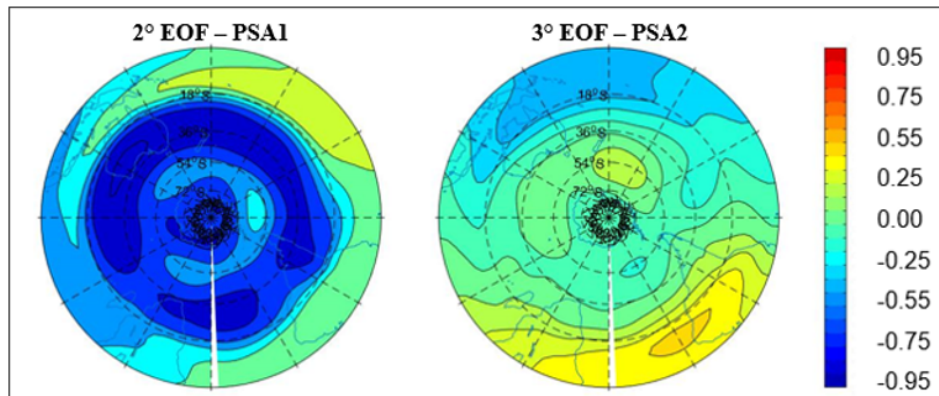 2° EOF – PSA1
3° EOF – PSA2
18°S
36°S
54°S
72°S
18°S
36°S
54°S
72°S
0.95
0.75
0.55
0.25
0.00
-0.25
-0.55
-0.75
-0.95